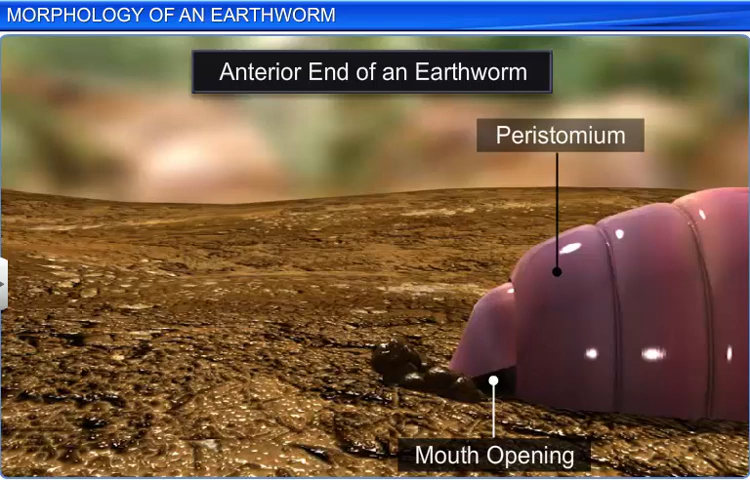 MORPHOLOGY OF AN EARTHWORM
Anterior End of an Earthworm
Peristomium
Mouth Opening